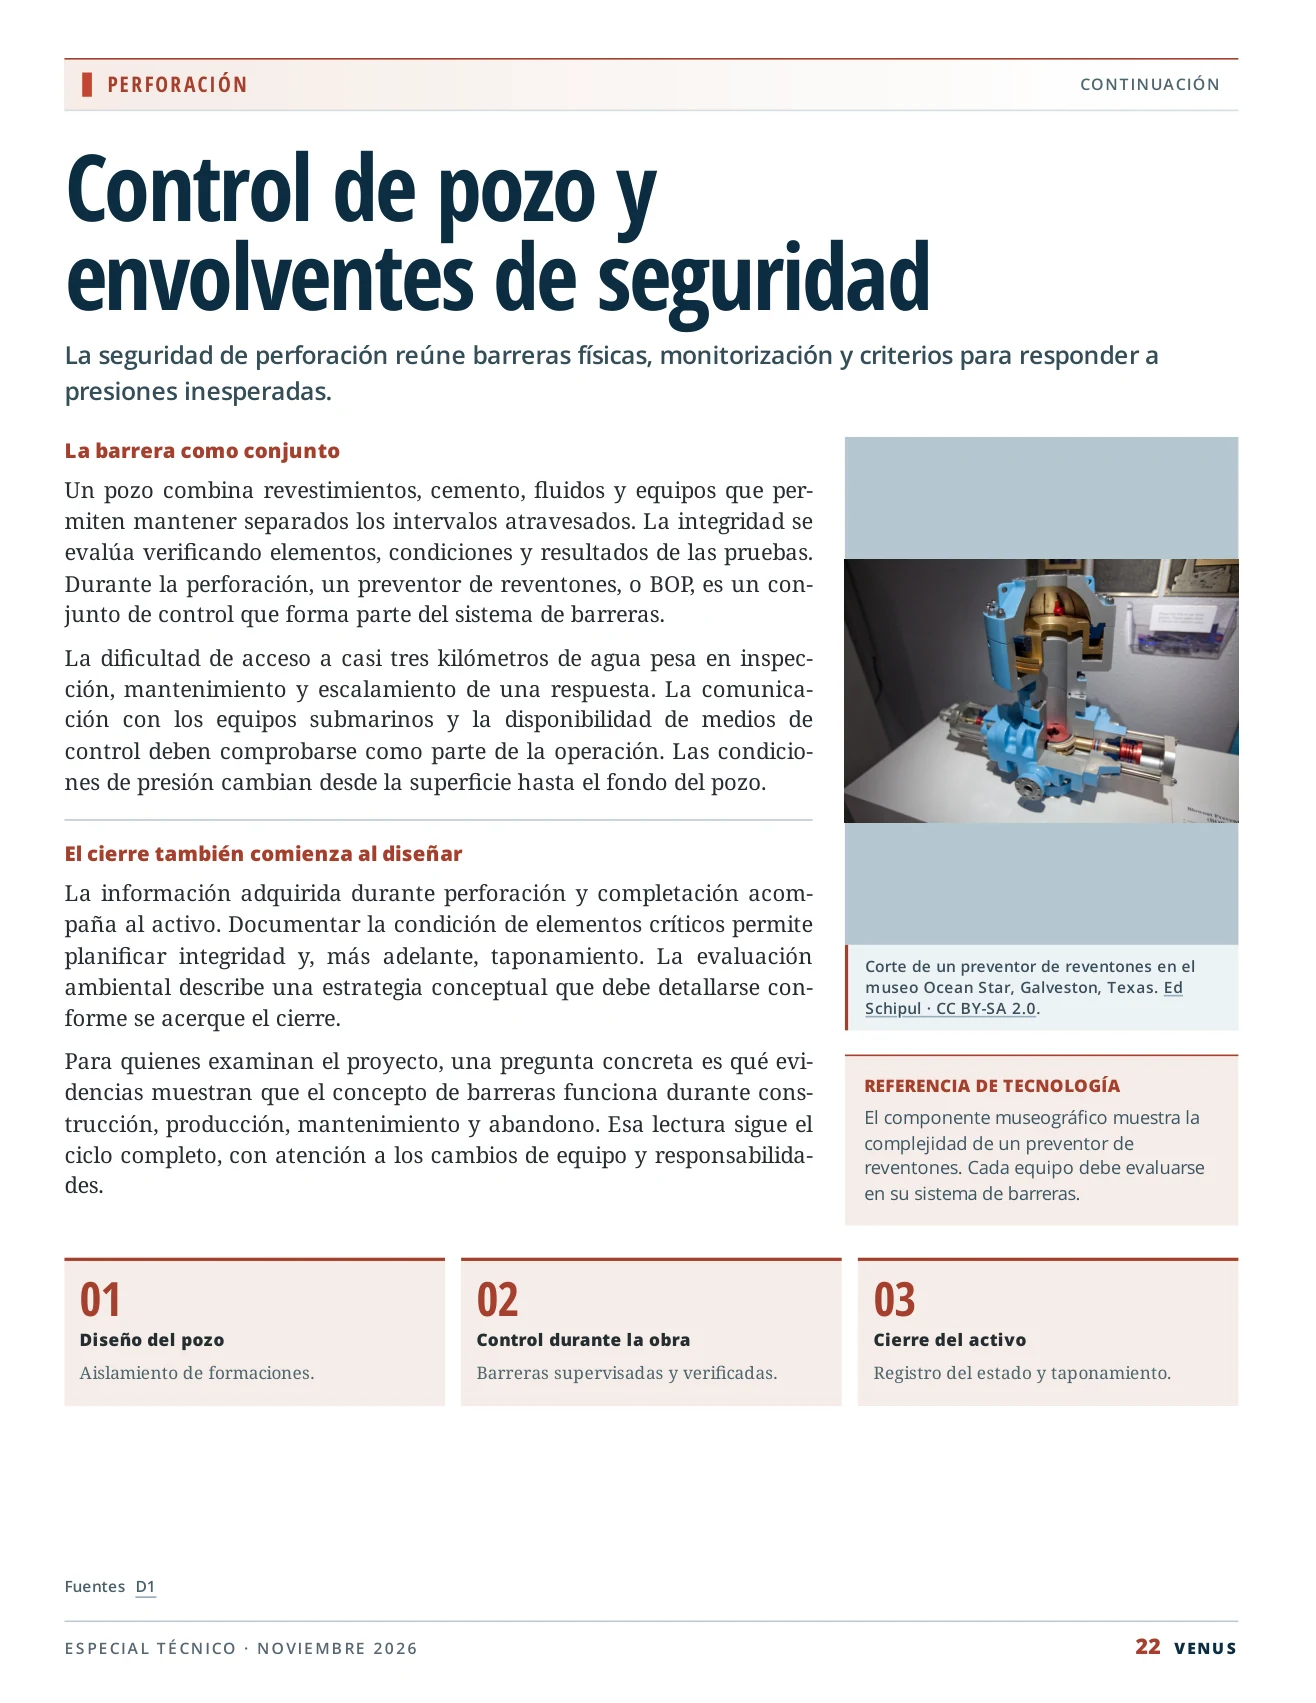 PERFORACIÓN
CONTINUACIÓN
Control de pozo y
envolventes de seguridad
La seguridad de perforación reúne barreras físicas, monitorización y criterios para responder a
presiones inesperadas.
La barrera como conjunto
Un pozo combina revestimientos, cemento, fluidos y equipos que per-
miten mantener separados los intervalos atravesados. La integridad se
evalúa verificando elementos, condiciones y resultados de las pruebas.
Durante la perforación, un preventor de reventones, o BOP, es un con-
junto de control que forma parte del sistema de barreras.
La dificultad de acceso a casi tres kilómetros de agua pesa en inspec-
ción, mantenimiento y escalamiento de una respuesta. La comunica-
ción con los equipos submarinos y la disponibilidad de medios de
control deben comprobarse como parte de la operación. Las condicio-
nes de presión cambian desde la superficie hasta el fondo del pozo.
El cierre también comienza al diseñar
La información adquirida durante perforación y completación acom-
paña al activo. Documentar la condición de elementos críticos permite
planificar integridad y, más adelante, taponamiento. La evaluación
ambiental describe una estrategia conceptual que debe detallarse con-
forme se acerque el cierre.
Para quienes examinan el proyecto, una pregunta concreta es qué evi-
dencias muestran que el concepto de barreras funciona durante cons-
trucción, producción, mantenimiento y abandono. Esa lectura sigue el
ciclo completo, con atención a los cambios de equipo y responsabilida-
des.
Corte de un preventor de reventones en el
museo Ocean Star, Galveston, Texas. Ed
Schipul · CC BY-SA 2.0.
REFERENCIA DE TECNOLOGÍA
El componente museográfico muestra la
complejidad de un preventor de
reventones. Cada equipo debe evaluarse
en su sistema de barreras.
01
Diseño del pozo
Aislamiento de formaciones.
02
Control durante la obra
Barreras supervisadas y verificadas.
03
Cierre del activo
Registro del estado y taponamiento.
Fuentes D1
ESPECIAL TÉCNICO · NOVIEMBRE 2026
22 VENUS